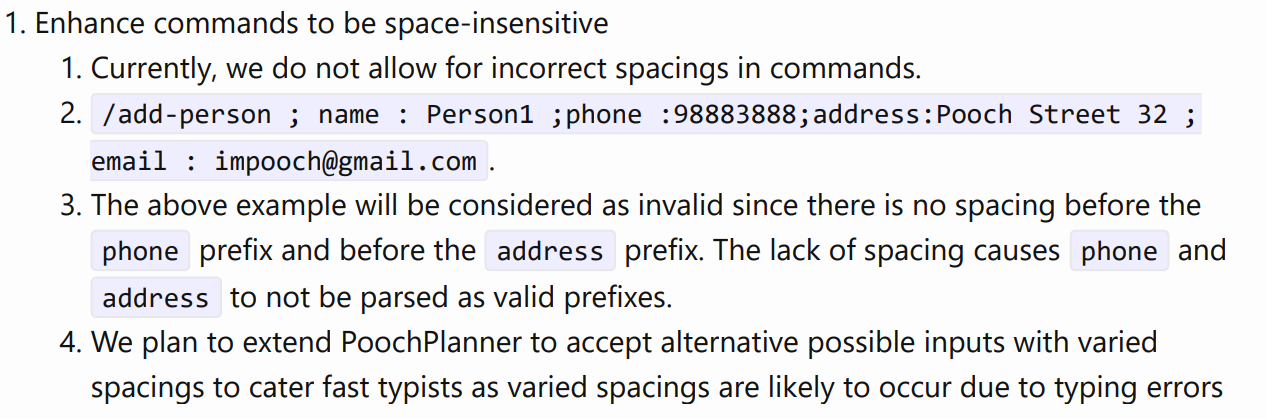 1. Enhance commands to be space-insensitive
1. Currently, we do not allow for incorrect spacings in commands.
2. /add-person ; name : Person1 ;phone :98883888;address:Pooch Street 32 ;
email : impooch@gmail.com .
3. The above example will be considered as invalid since there is no spacing before the
phone prefix and before the address prefix. The lack of spacing causes phone and
address to not be parsed as valid prefixes.
4. We plan to extend PoochPlanner to accept alternative possible inputs with varied
spacings to cater fast typists as varied spacings are likely to occur due to typing errors